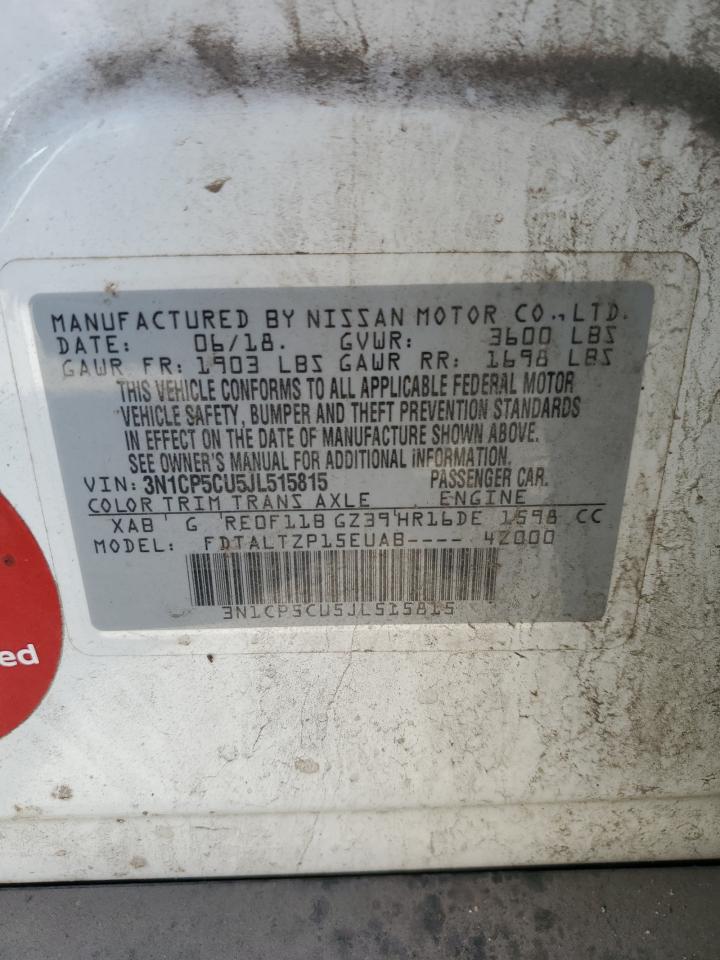 MANUFACTURED BY NISSAN MOTOR CO., LTD.
DATE: 06/18. GVWR: 3600 LBS
GAWR FR: 1903 LBS GAWR RR: 1698 LBS
THIS VEHICLE CONFORMS TO ALL APPLICABLE FEDERAL MOTOR
VEHICLE SAFETY, BUMPER AND THEFT PREVENTION STANDARDS
IN EFFECT ON THE DATE OF MANUFACTURE SHOWN ABOVE.
SEE OWNER'S MANUAL FOR ADDITIONAL INFORMATION.
VIN: 3N1CP5CU5JL515815 PASSENGER CAR.
COLOR TRIM TRANS AXLE ENGINE
XAB G RE0F11B GZ39 HR16DE 1598 CC
MODEL: FDTALTZP15EUAB---- 4Z000
3N1CP5CU5JL515815
ed